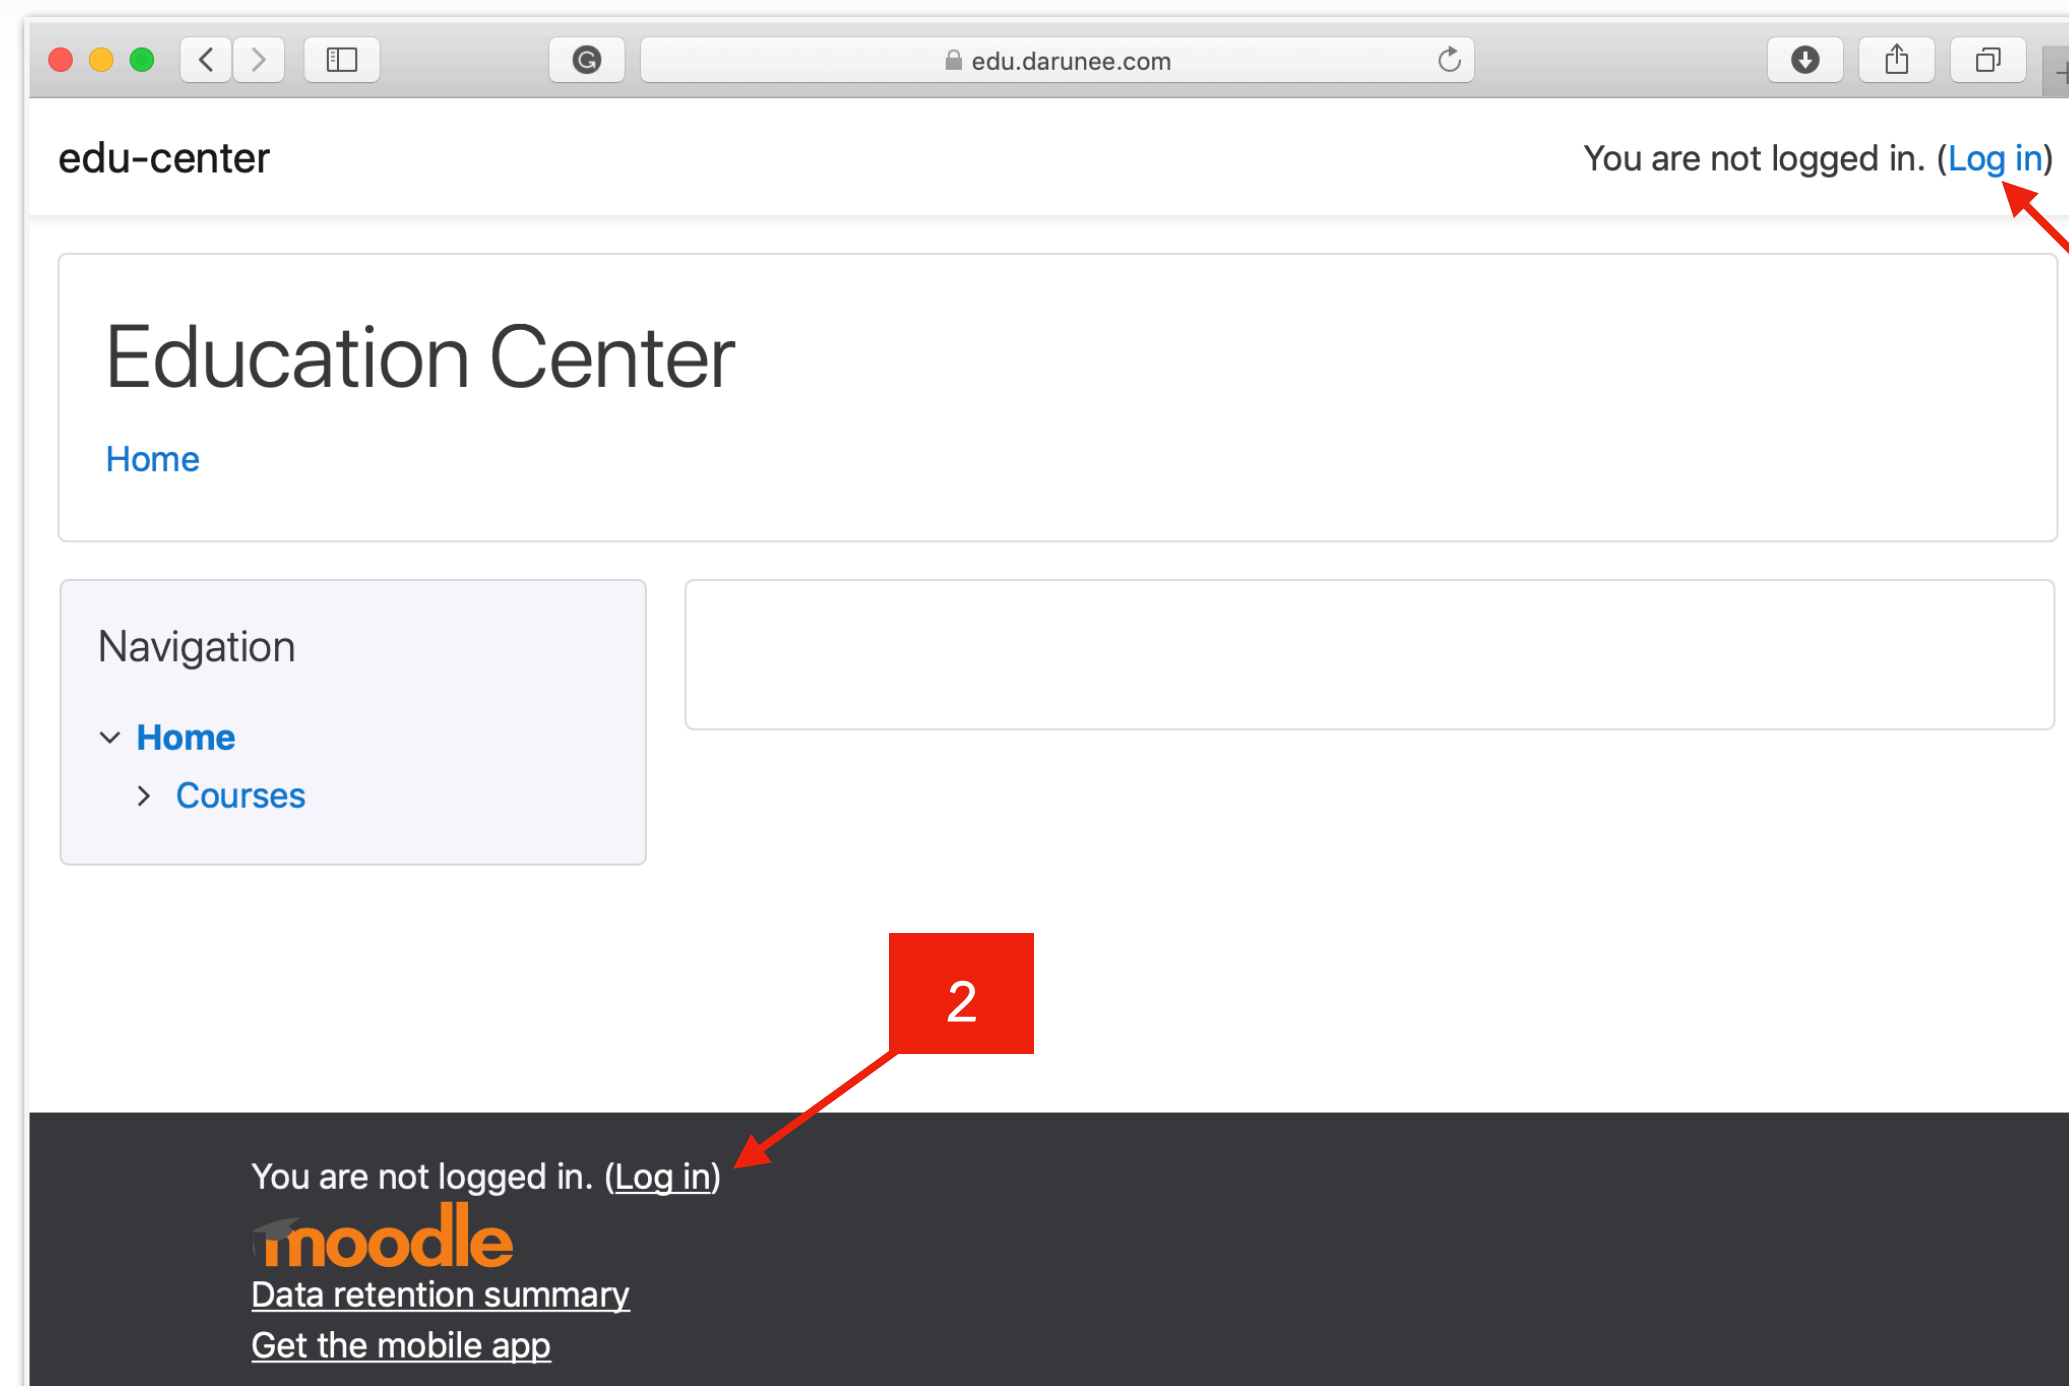 edu.darunee.com
edu-center
You are not logged in. (Log in)
Education Center
Home
Navigation
Home
Courses
2
You are not logged in. (Log in)
moodle
Data retention summary
Get the mobile app